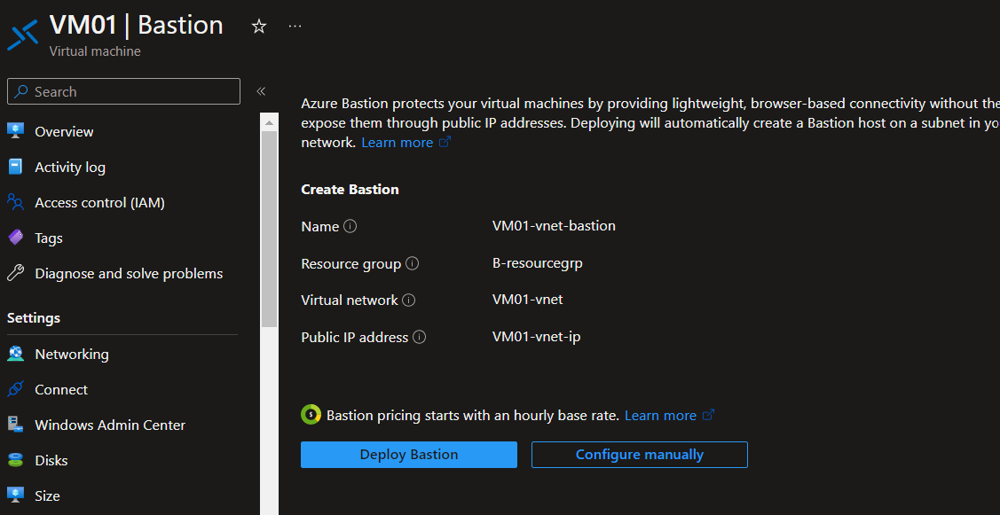 VM01 | Bastion
Virtual machine
Search
Overview
Activity log
Access control (IAM)
Tags
Diagnose and solve problems
Settings
Networking
Connect
Windows Admin Center
Disks
Size
Azure Bastion protects your virtual machines by providing lightweight, browser-based connectivity without the
expose them through public IP addresses. Deploying will automatically create a Bastion host on a subnet in yo
network. Learn more
Create Bastion
Name VM01-vnet-bastion
Resource group B-resourcegrp
Virtual network VM01-vnet
Public IP address VM01-vnet-ip
Bastion pricing starts with an hourly base rate. Learn more
Deploy Bastion Configure manually